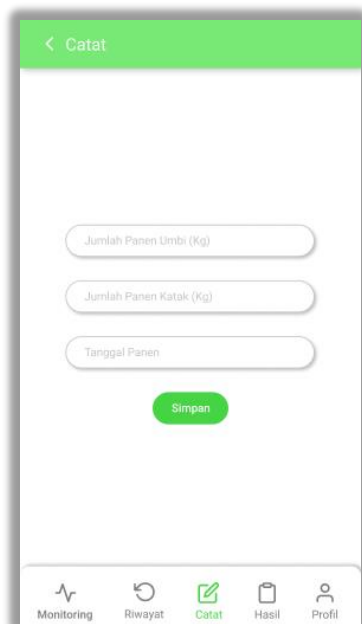 Catat
Jumlah Panen Umbi (Kg)
Jumlah Panen Katak (Kg)
Tanggal Panen
Simpan
Monitoring Riwayat Catat Hasil Profil